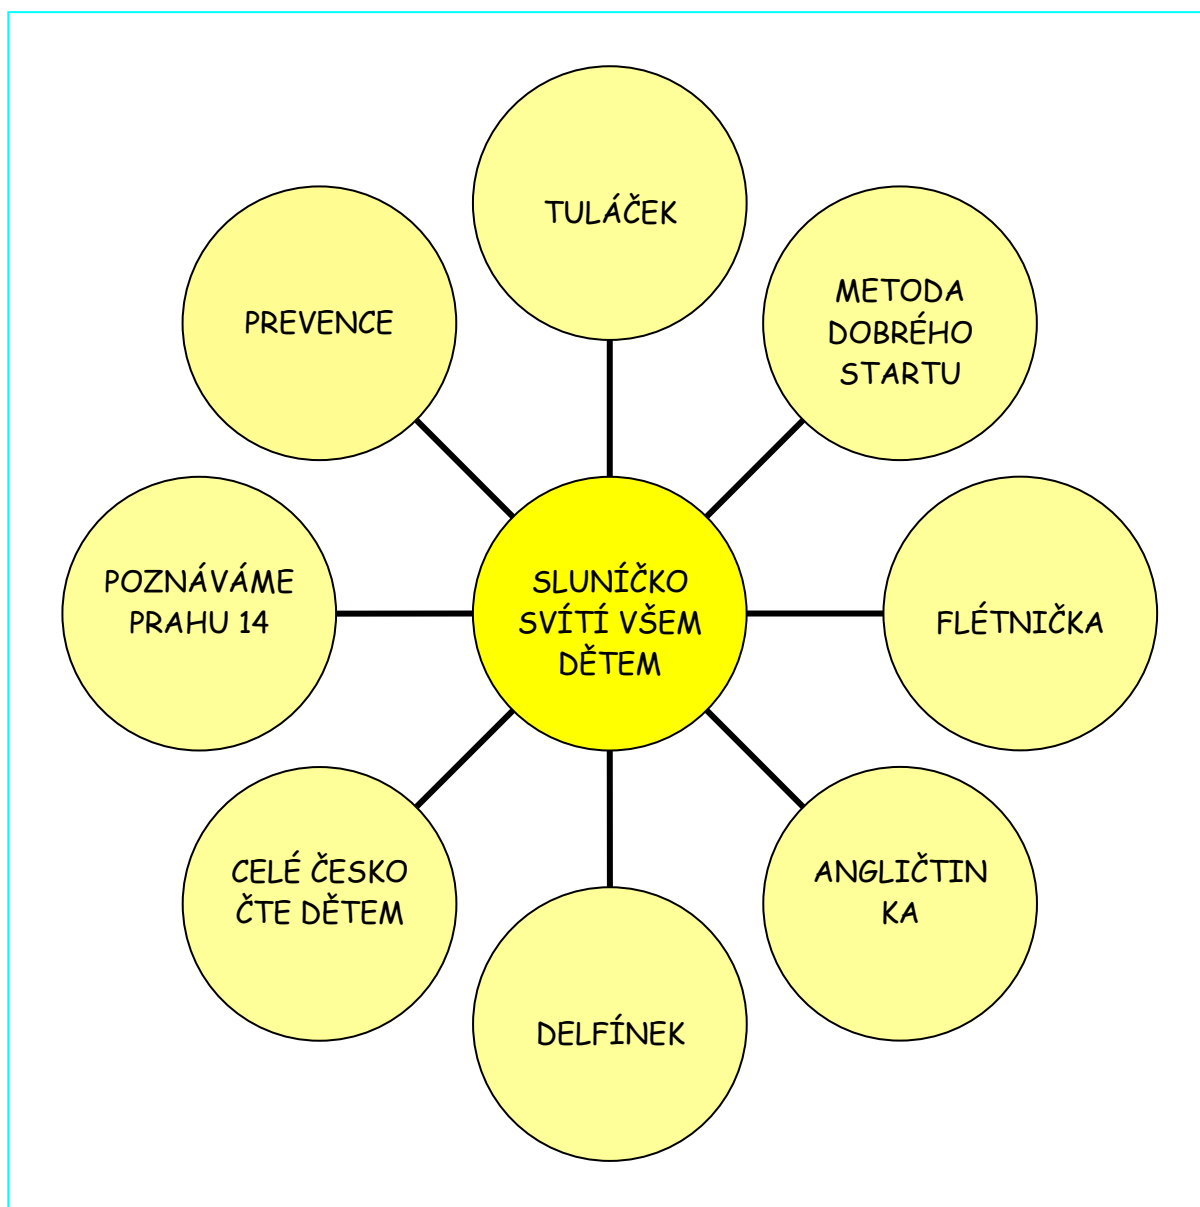 TULÁČEK
METODA
DOBRÉHO
STARTU
PREVENCE
POZNÁVÁME
PRAHU 14
SLUNÍČKO
SVÍTÍ VŠEM
DĚTEM
FLÉTNIČKA
CELÉ ČESKO
ČTE DĚTEM
ANGLIČTIN
KA
DELFÍNEK